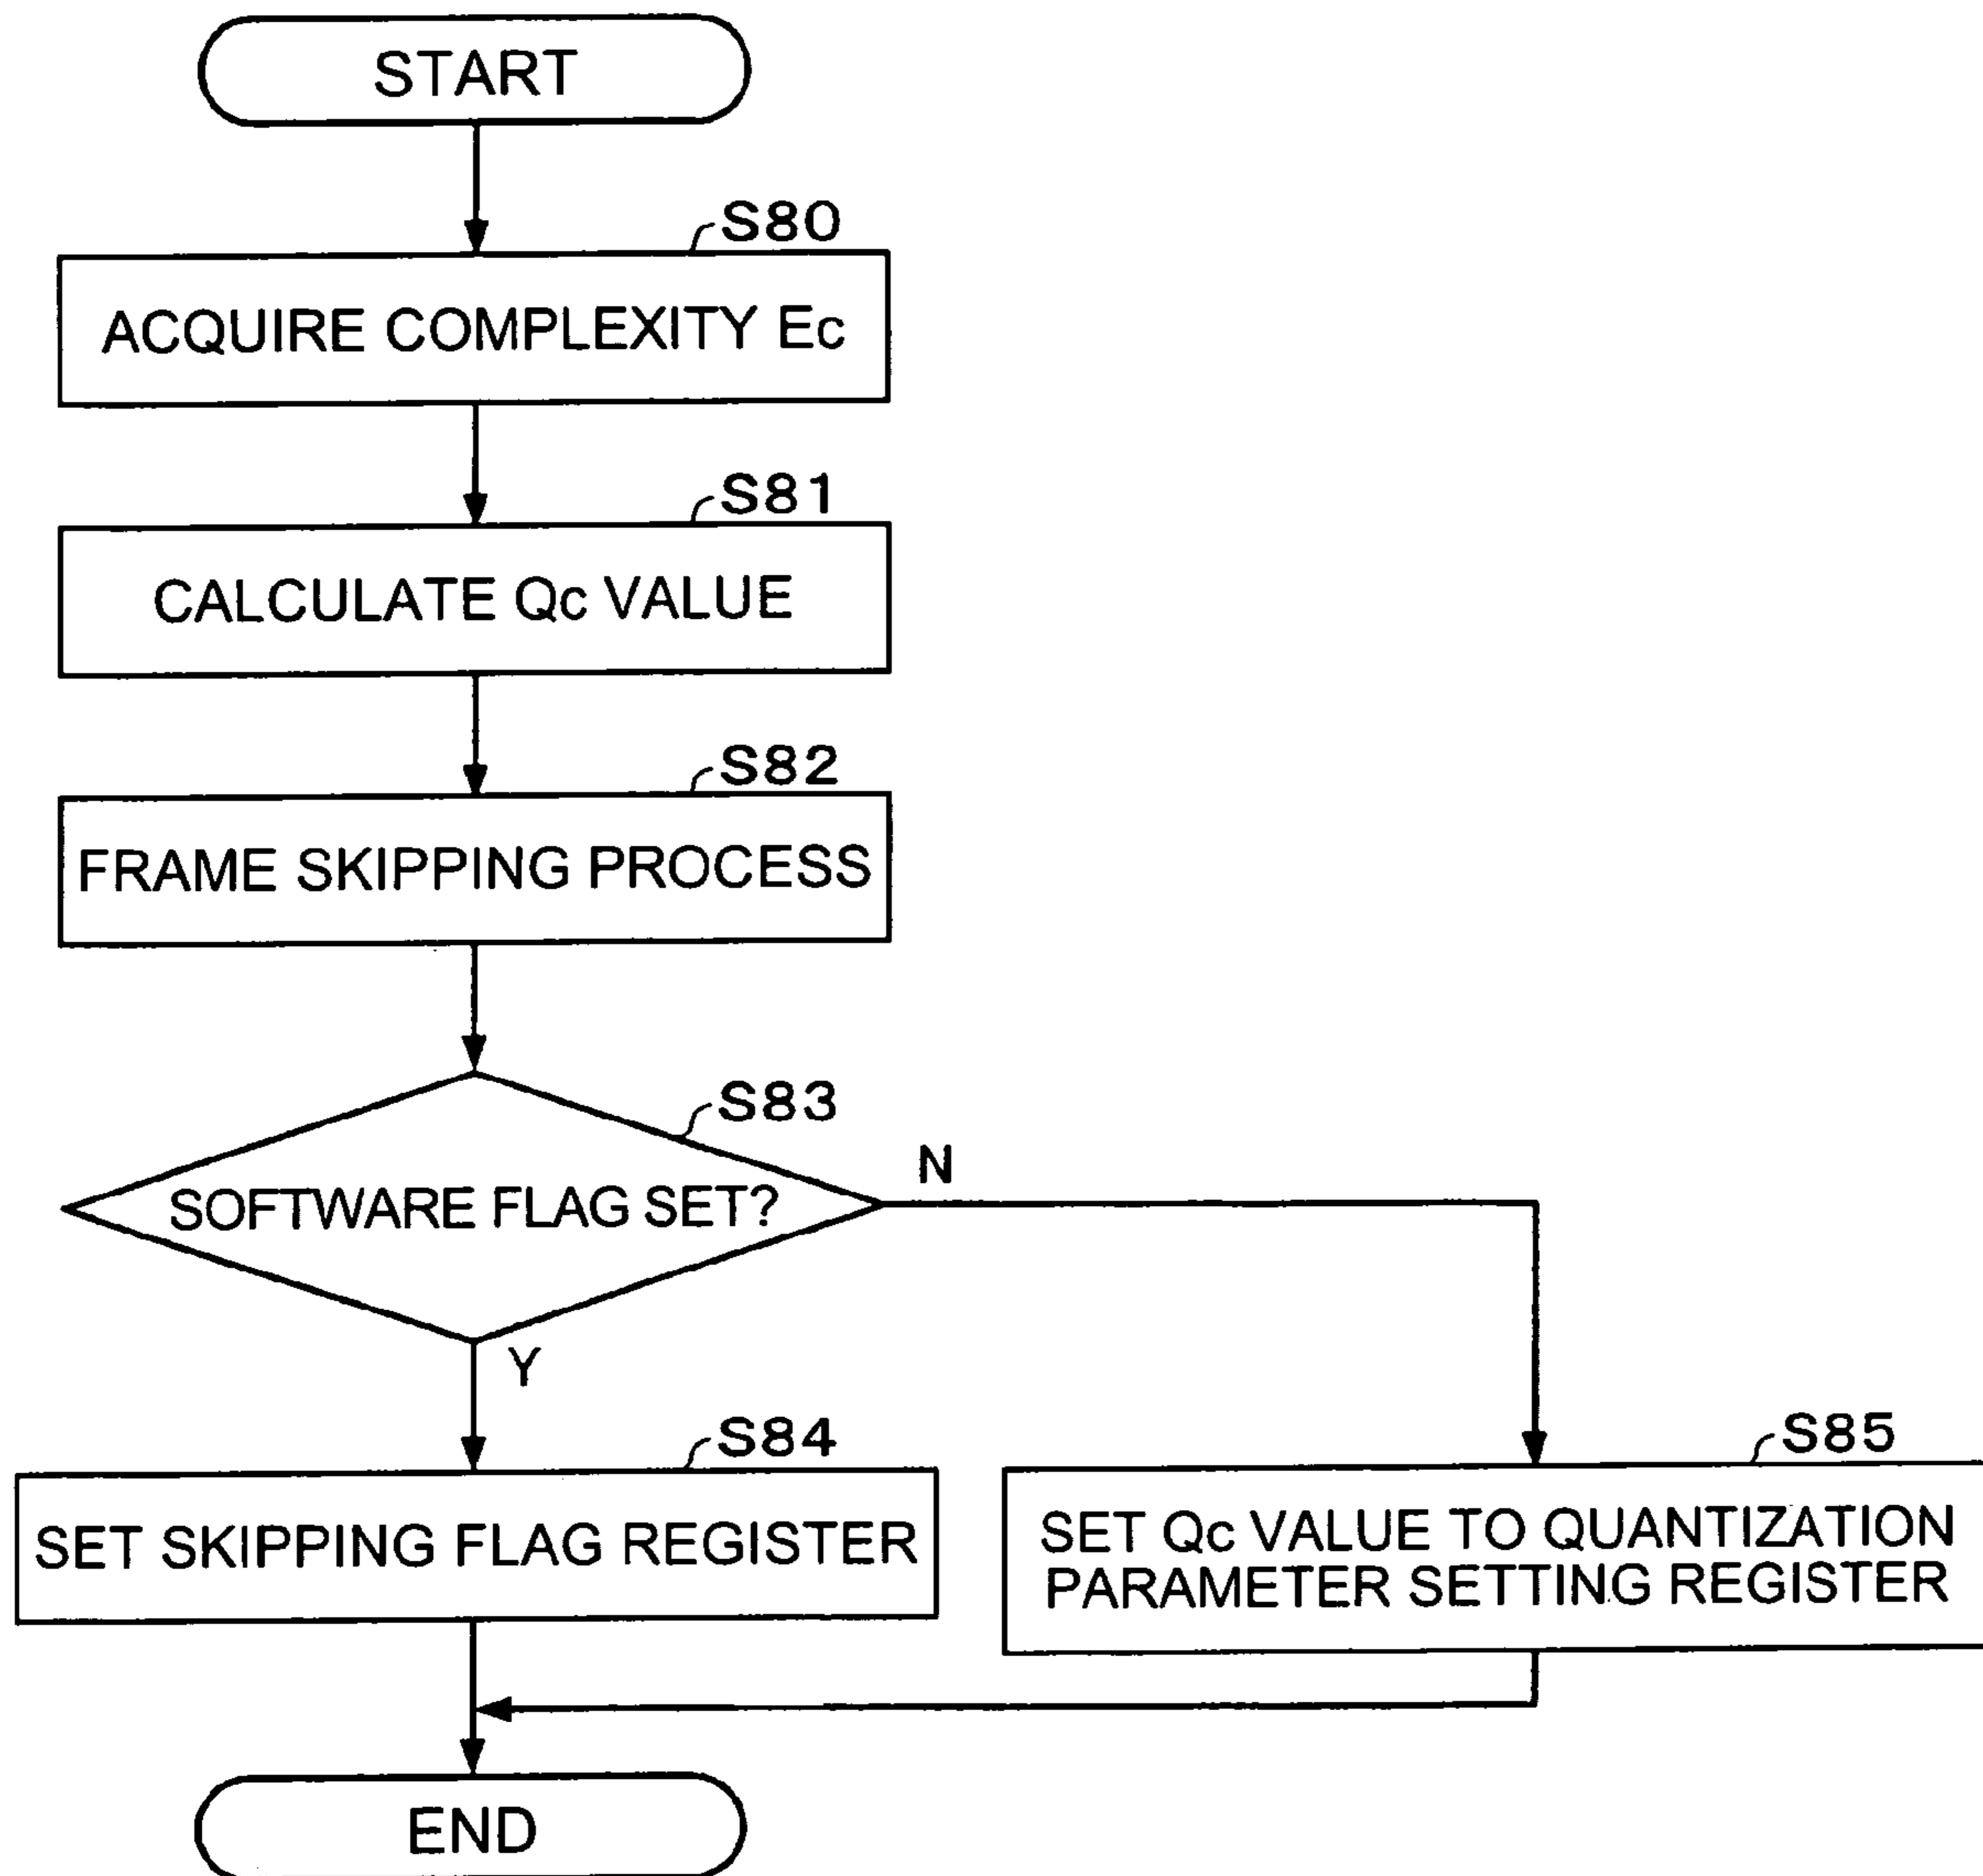 START
S80
ACQUIRE COMPLEXITY Ec
S81
CALCULATE Qc VALUE
S82
FRAME SKIPPING PROCESS
S83
SOFTWARE FLAG SET?
N
Y
S84
SET SKIPPING FLAG REGISTER
S85
SET Qc VALUE TO QUANTIZATION
PARAMETER SETTING REGISTER
END